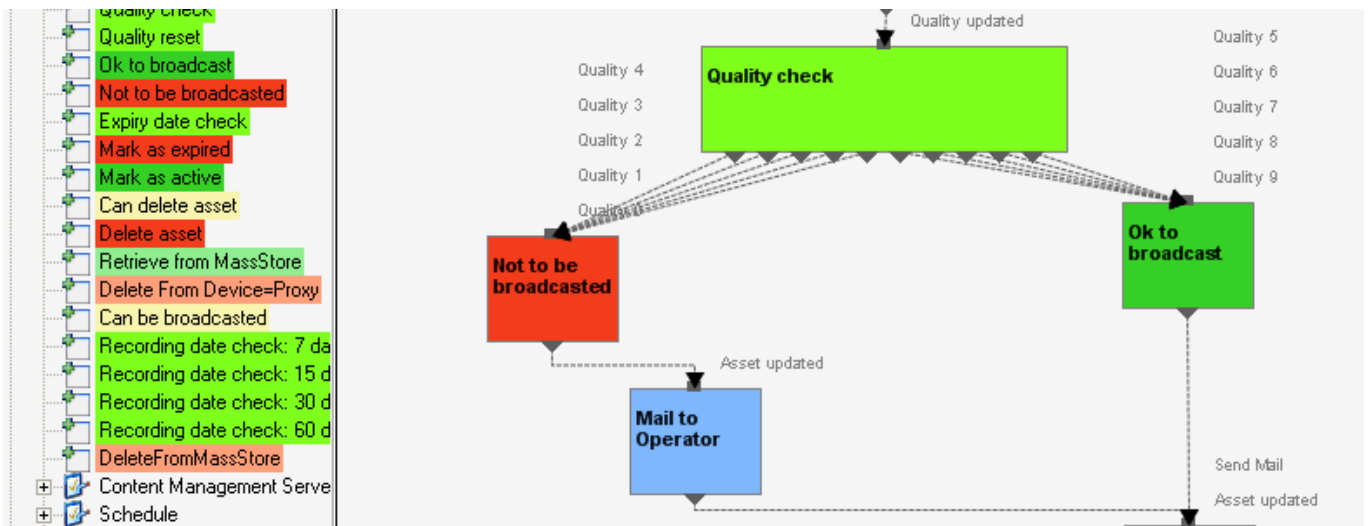 Quality check
Quality reset
Ok to broadcast
Not to be broadcasted
Expiry date check
Mark as expired
Mark as active
Can delete asset
Delete asset
Retrieve from MassStore
Delete From Device=Proxy
Can be broadcasted
Recording date check: 7 da
Recording date check: 15 d
Recording date check: 30 d
Recording date check: 60 d
DeleteFromMassStore
Content Management Serve
Schedule
Quality updated
Quality check
Quality 4
Quality 3
Quality 2
Quality 1
Quality
Quality 5
Quality 6
Quality 7
Quality 8
Quality 9
Not to be
broadcasted
Ok to
broadcast
Asset updated
Mail to
Operator
Send Mail
Asset updated